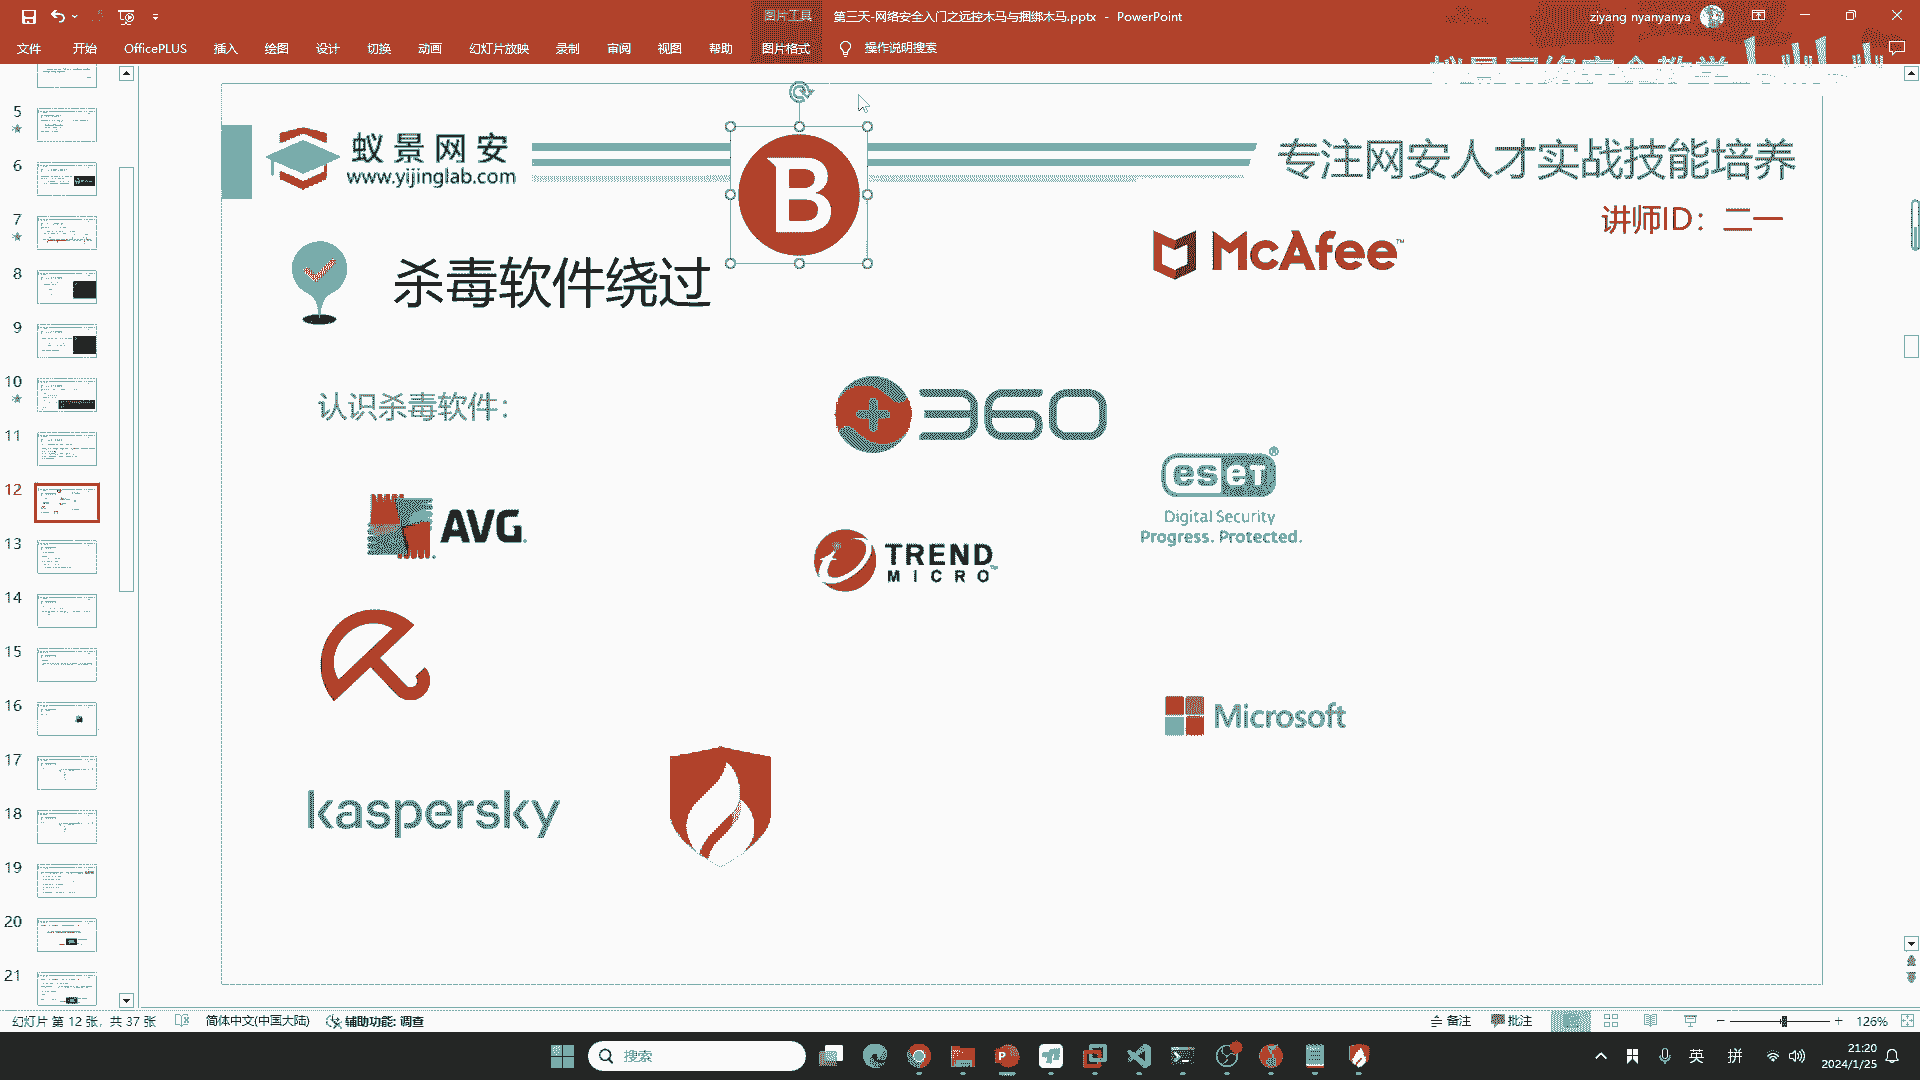 图片工具
第三天-网络安全入门之远控木马与捆绑木马.pptx - PowerPoint
ziyang nyanyanya
文件 开始 OfficePLUS 插入 绘图 设计 切换 动画 幻灯片放映 录制 审阅 视图 帮助 图片格式 操作说明搜索
蚁景网安
www.yijinglab.com
B
专注网安人才实战技能培养
讲师ID：二一
McAfee™
杀毒软件绕过
认识杀毒软件：
360
eseT®
Digital Security
Progress. Protected.
AVG.
TREND
MICRO™
Microsoft
kaspersky
5
6
7
8
9
10
11
12
13
14
15
16
17
18
19
20
21
幻灯片 第 12 张，共 37 张 简体中文(中国大陆) 辅助功能: 调查 备注 批注 126%
搜索
英 拼
21:20
2024/1/25